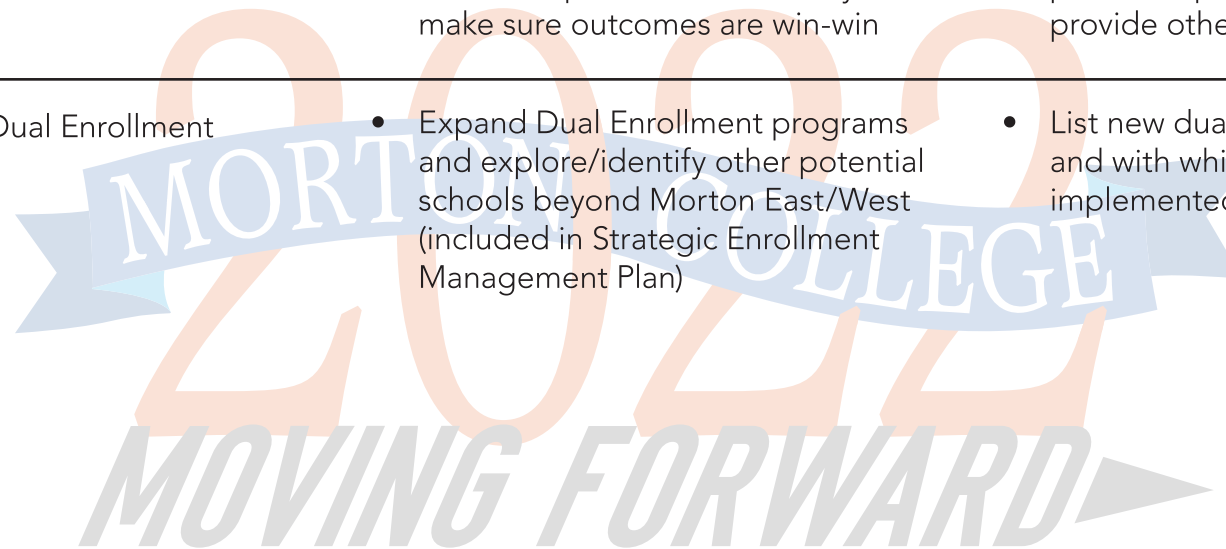 make sure outcomes are win-win
provide othe
Dual Enrollment
• Expand Dual Enrollment programs
and explore/identify other potential
schools beyond Morton East/West
(included in Strategic Enrollment
Management Plan)
• List new dua
and with whi
implemented
2022
MORTON COLLEGE
MOVING FORWARD